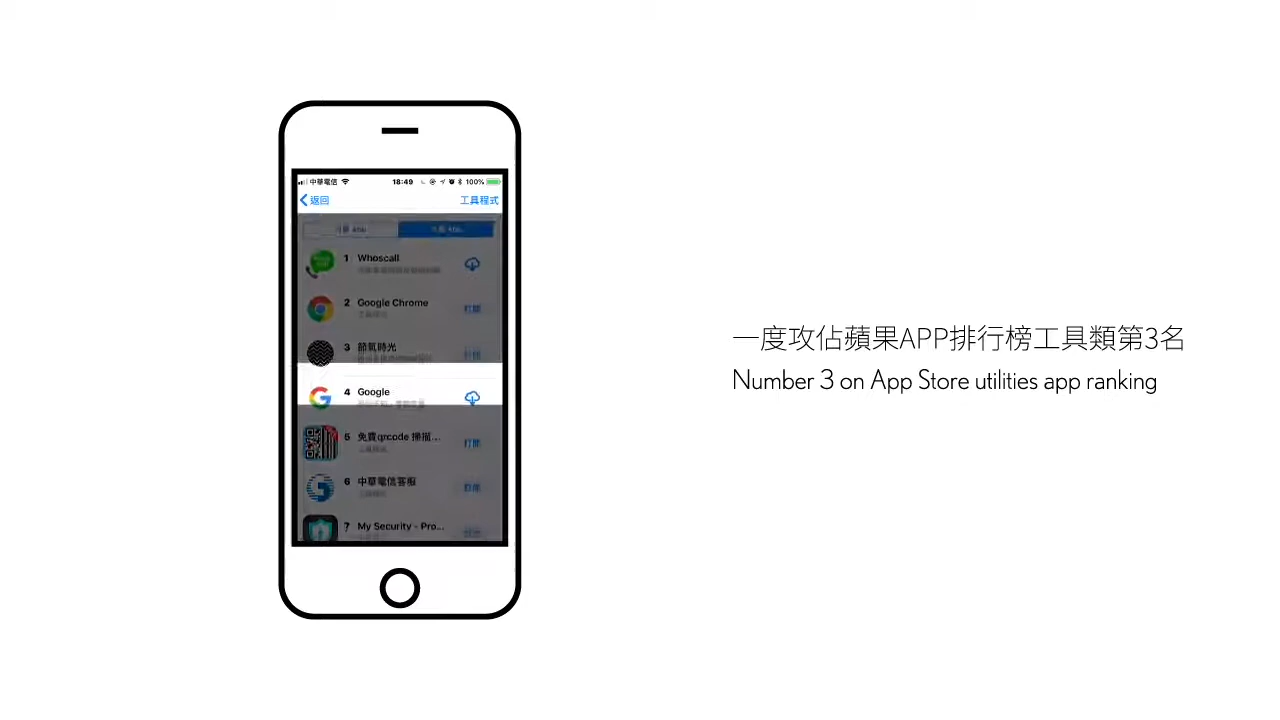 中華電信
18:49
100%
返回
工具程式
1 Whoscall
2 Google Chrome
3 節氣時光
4 Google
5 免費qrcode 掃描...
6 中華電信客服
7 My Security - Pro...
一度攻佔蘋果APP排行榜工具類第3名
Number 3 on App Store utilities app ranking